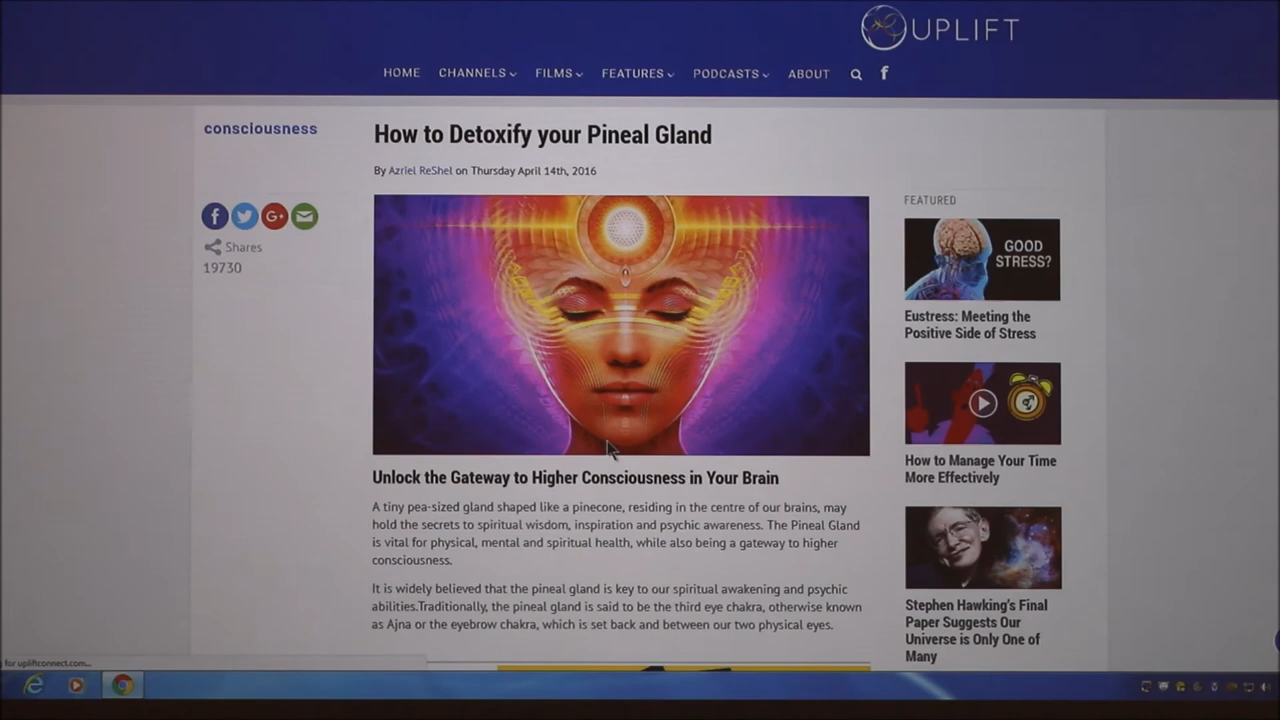 UPLIFT
HOME CHANNELS FILMS FEATURES PODCASTS ABOUT f
consciousness
How to Detoxify your Pineal Gland
By Azriel ReShel on Thursday April 14th, 2016
f G+
Shares
19730
Unlock the Gateway to Higher Consciousness in Your Brain
A tiny pea-sized gland shaped like a pinecone, residing in the centre of our brains, may
hold the secrets to spiritual wisdom, inspiration and psychic awareness. The Pineal Gland
is vital for physical, mental and spiritual health, while also being a gateway to higher
consciousness.
It is widely believed that the pineal gland is key to our spiritual awakening and psychic
abilities.Traditionally, the pineal gland is said to be the third eye chakra, otherwise known
as Ajna or the eyebrow chakra, which is set back and between our two physical eyes.
FEATURED
GOOD
STRESS?
Eustress: Meeting the
Positive Side of Stress
How to Manage Your Time
More Effectively
Stephen Hawking's Final
Paper Suggests Our
Universe is Only One of
Many
for upliftconnect.com...